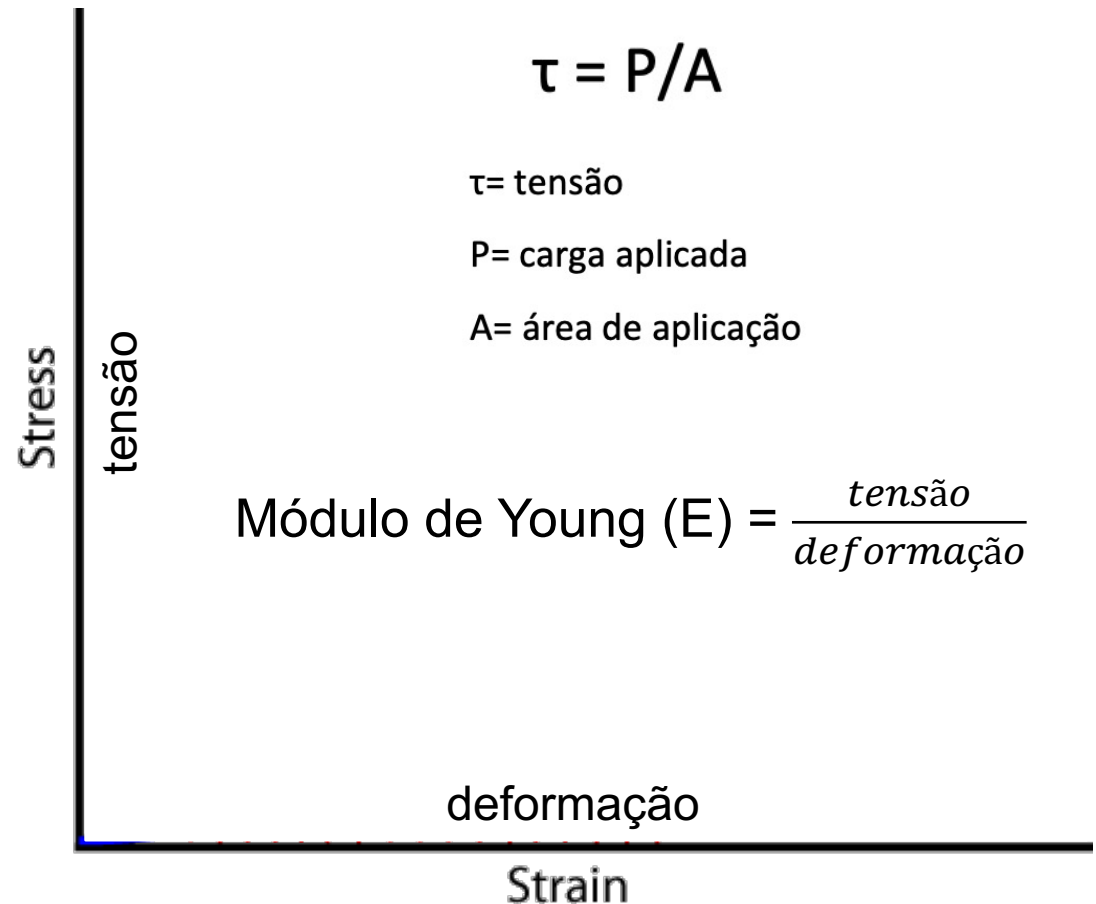 τ = P/A
τ= tensão
P= carga aplicada
A= área de aplicação
Stress
tensão
Módulo de Young (E) = tensão / deformação
deformação
Strain